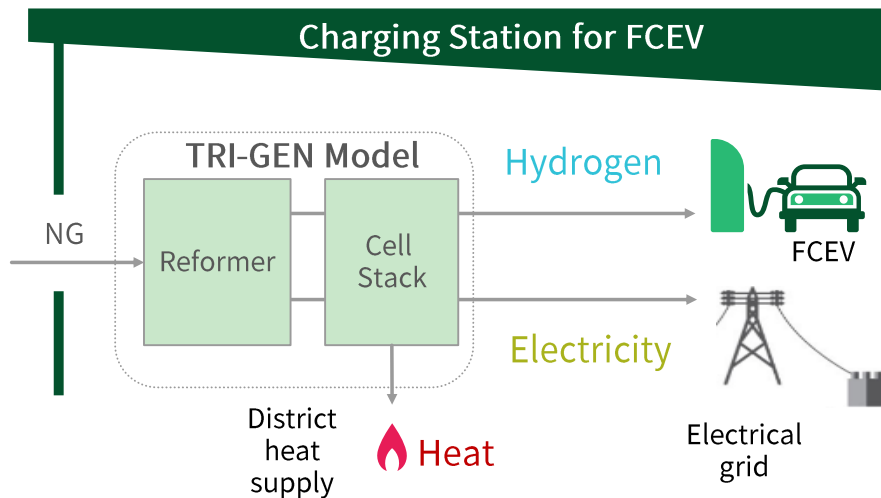 Charging Station for FCEV
TRI-GEN Model
Hydrogen
NG
Reformer
Cell
Stack
FCEV
Electricity
District
heat
supply
Heat
Electrical
grid